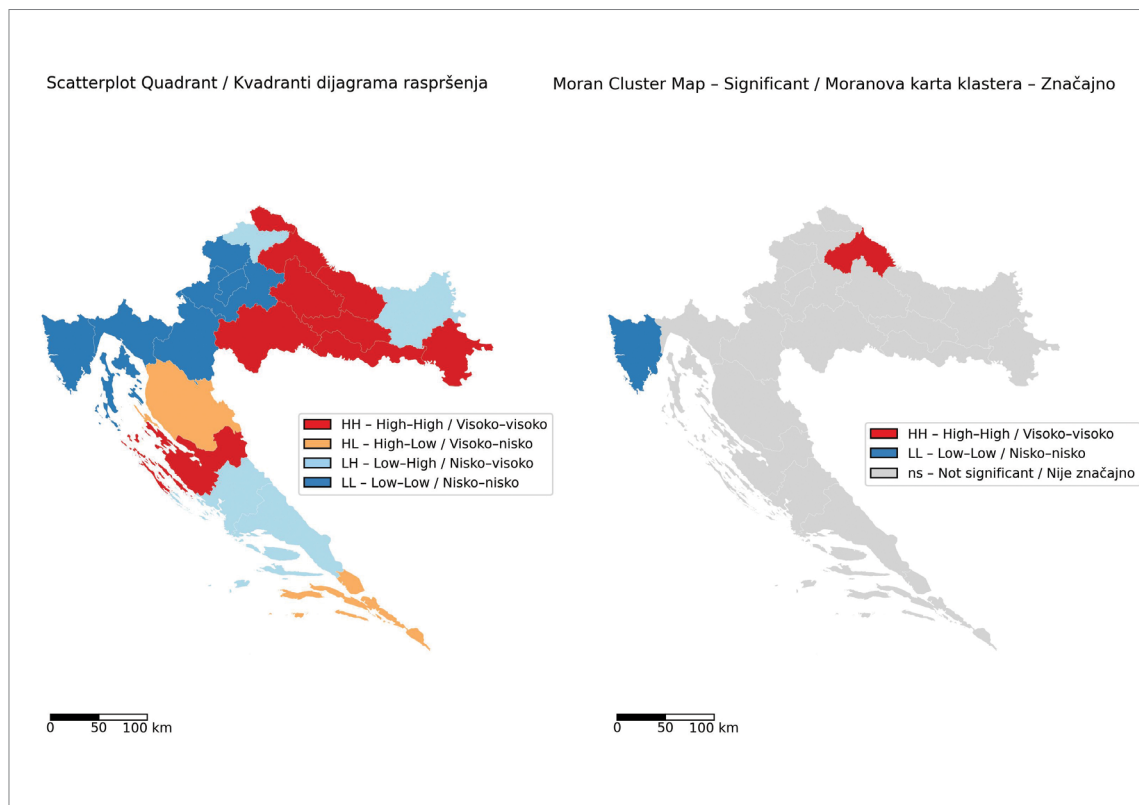 Scatterplot Quadrant / Kvadranti dijagrama raspršenja
HH – High–High / Visoko–visoko
HL – High–Low / Visoko–nisko
LH – Low–High / Nisko–visoko
LL – Low–Low / Nisko–nisko
0 50 100 km
Moran Cluster Map – Significant / Moranova karta klastera – Značajno
HH – High–High / Visoko–visoko
LL – Low–Low / Nisko–nisko
ns – Not significant / Nije značajno
0 50 100 km